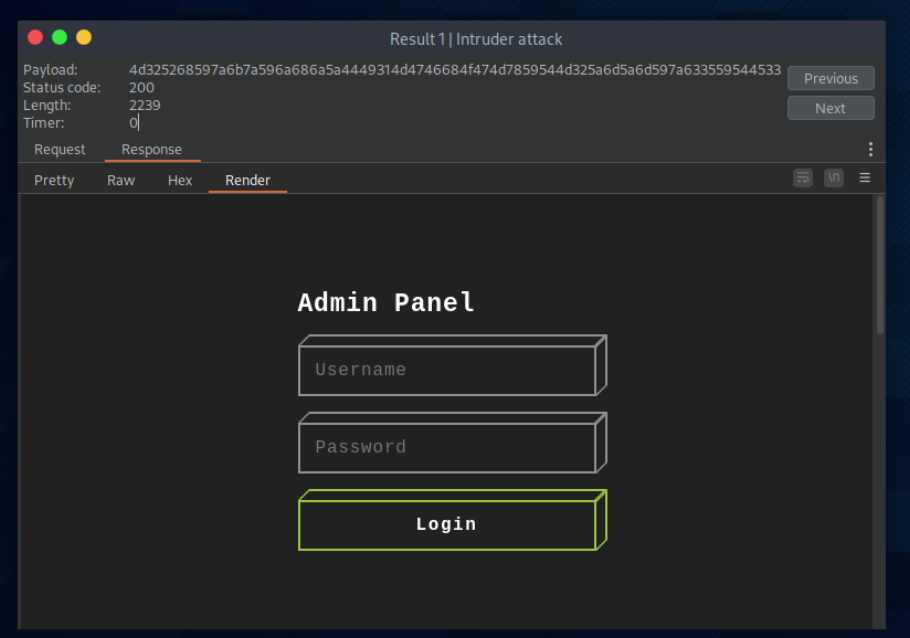 Result 1 | Intruder attack
Payload: 4d325268597a6b7a596a686a5a4449314d4746684f474d7859544d325a6d5a6d597a633559544533
Status code: 200
Length: 2239
Timer: 0
Previous
Next
Request Response
Pretty Raw Hex Render \n
Admin Panel
Username
Password
Login